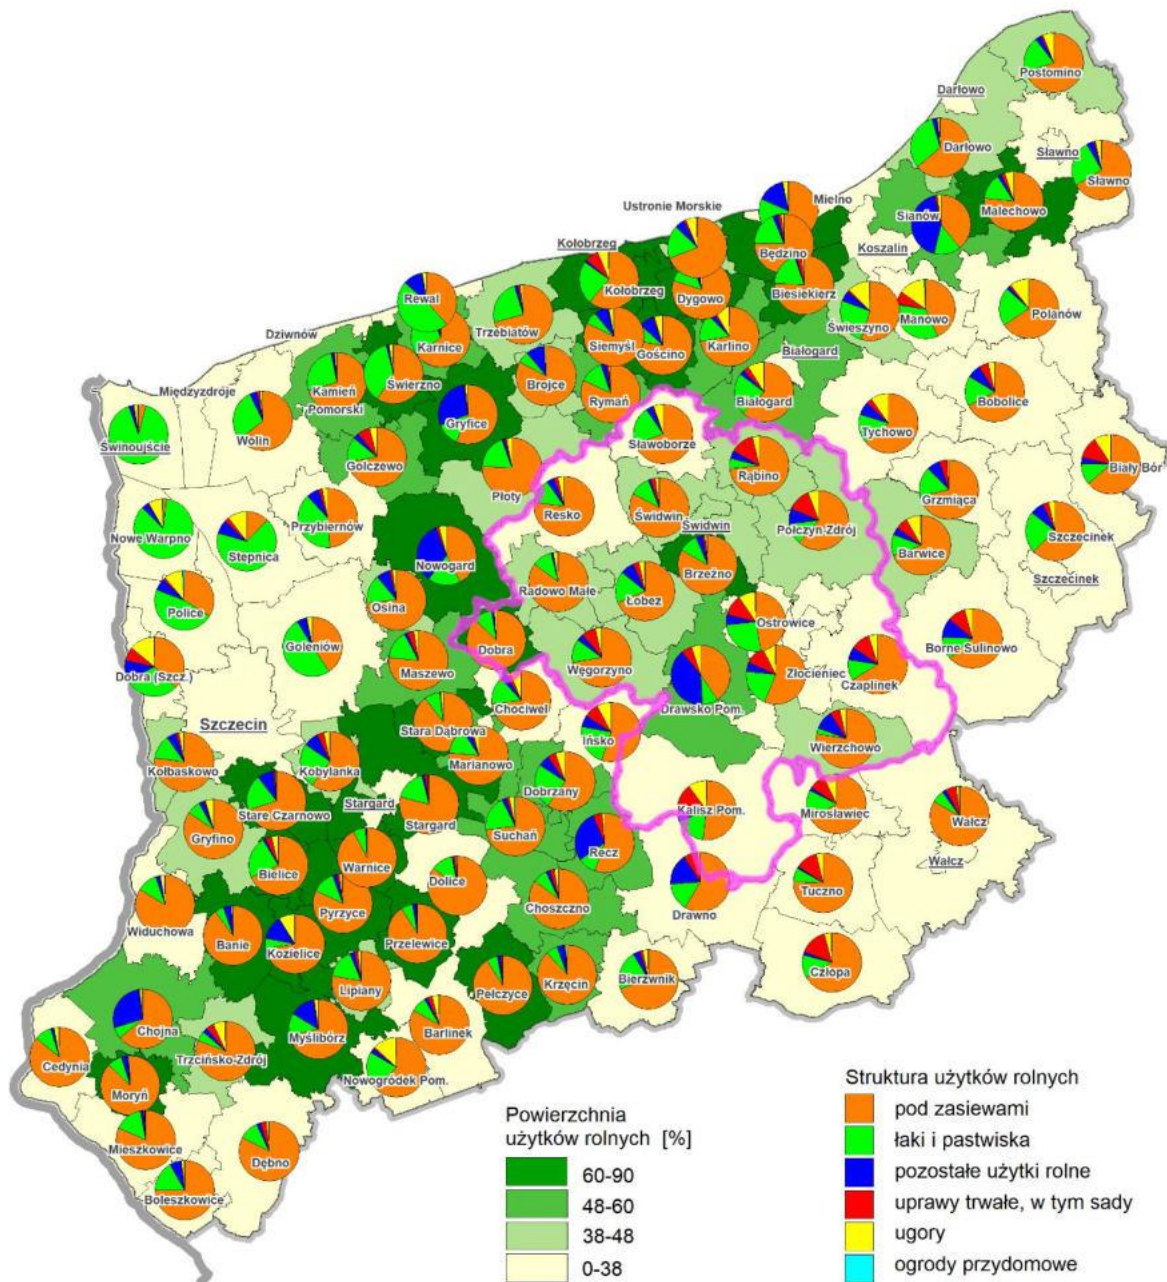 Postomino
Darłowo
Darłowo
Sławno
Sławno
Malechowo
Sianów
Mielno
Ustronie Morskie
Kołobrzeg
Koszalin
Będzino
Kołobrzeg
Dygowo
Biesiekierz
Rewal
Trzebiatów
Świeszyno
Manowo
Polanów
Dziwnów
Karnice
Siemyśl
Gościno
Karlino
Białogard
Międzyzdroje
Kamień
Pomorski
Świerzno
Brojce
Rymań
Białogard
Bobolice
Wolin
Gryfice
Tychowo
Świnoujście
Sławoborze
Golczewo
Płoty
Rąbino
Biały Bór
Grzmiąca
Resko
Świdwin
Świdwin
Połczyn-Zdrój
Przybiernów
Nowe Warpno
Stepnica
Barwice
Szczecinek
Szczecinek
Nowogard
Brzeżno
Radowo Małe
Łobez
Osina
Police
Ostrowice
Goleniów
Dobra
Węgorzyno
Borne Sulinowo
Dobra (Szcz.)
Maszewo
Złocieniec
Czaplinek
Chociwel
Drawsko Pom.
Szczecin
Stara Dąbrowa
Ińsko
Wierzchowo
Kołbaskowo
Kobylanka
Marianowo
Dobrzany
Stargard
Stargard
Kalisz Pom.
Mirosławiec
Wałcz
Wałcz
Stare Czarnowo
Gryfino
Suchań
Recz
Bielice
Warnice
Dolice
Tuczno
Drawno
Widuchowa
Pyrzyce
Choszczno
Banie
Kozielice
Przelewice
Człopa
Lipiany
Pełczyce
Krzęcin
Bierzwnik
Chojna
Myślibórz
Barlinek
Cedynia
Trzcińsko-Zdrój
Moryń
Nowogródek Pom.
Mieszkowice
Dębno
Boleszkowice
Powierzchnia
użytków rolnych [%]
60-90
48-60
38-48
0-38
Struktura użytków rolnych
pod zasiewami
łaki i pastwiska
pozostałe użytki rolne
uprawy trwałe, w tym sady
ugory
ogrody przydomowe